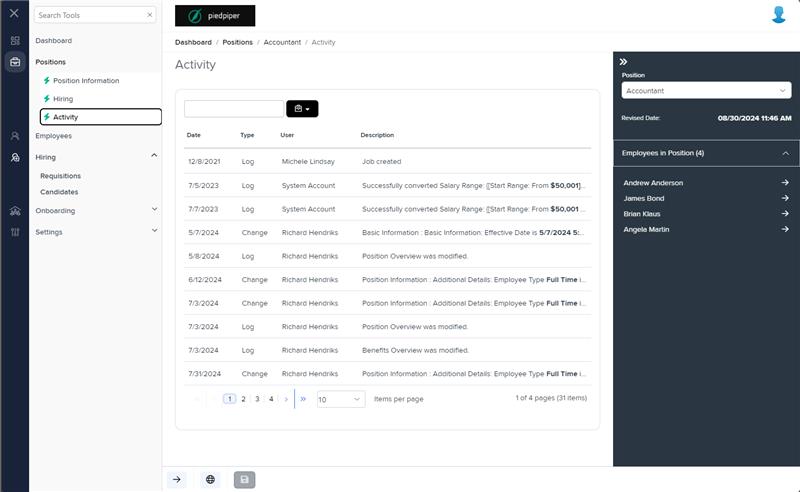 Search Tools
piedpiper
Dashboard
Positions
Position Information
Hiring
Activity
Employees
Hiring
Requisitions
Candidates
Onboarding
Settings
Dashboard / Positions / Accountant / Activity
Activity
Date Type User Description
12/8/2021 Log Michele Lindsay Job created
7/5/2023 Log System Account Successfully converted Salary Range: [[Start Range: From $50,001]...
7/7/2023 Log System Account Successfully converted Salary Range: [[Start Range: From $50,001 ...
5/7/2024 Change Richard Hendriks Basic Information : Basic Information: Effective Date is 5/7/2024 5:...
5/8/2024 Log Richard Hendriks Position Overview was modified.
6/12/2024 Change Richard Hendriks Position Information : Additional Details: Employee Type Full Time i...
7/3/2024 Change Richard Hendriks Position Information : Additional Details: Employee Type Full Time i...
7/3/2024 Log Richard Hendriks Position Overview was modified.
7/3/2024 Log Richard Hendriks Benefits Overview was modified.
7/31/2024 Change Richard Hendriks Position Information : Additional Details: Employee Type Full Time i...
1 2 3 4 10 Items per page 1 of 4 pages (31 items)
Position
Accountant
Revised Date: 08/30/2024 11:46 AM
Employees in Position (4)
Andrew Anderson
James Bond
Brian Klaus
Angela Martin